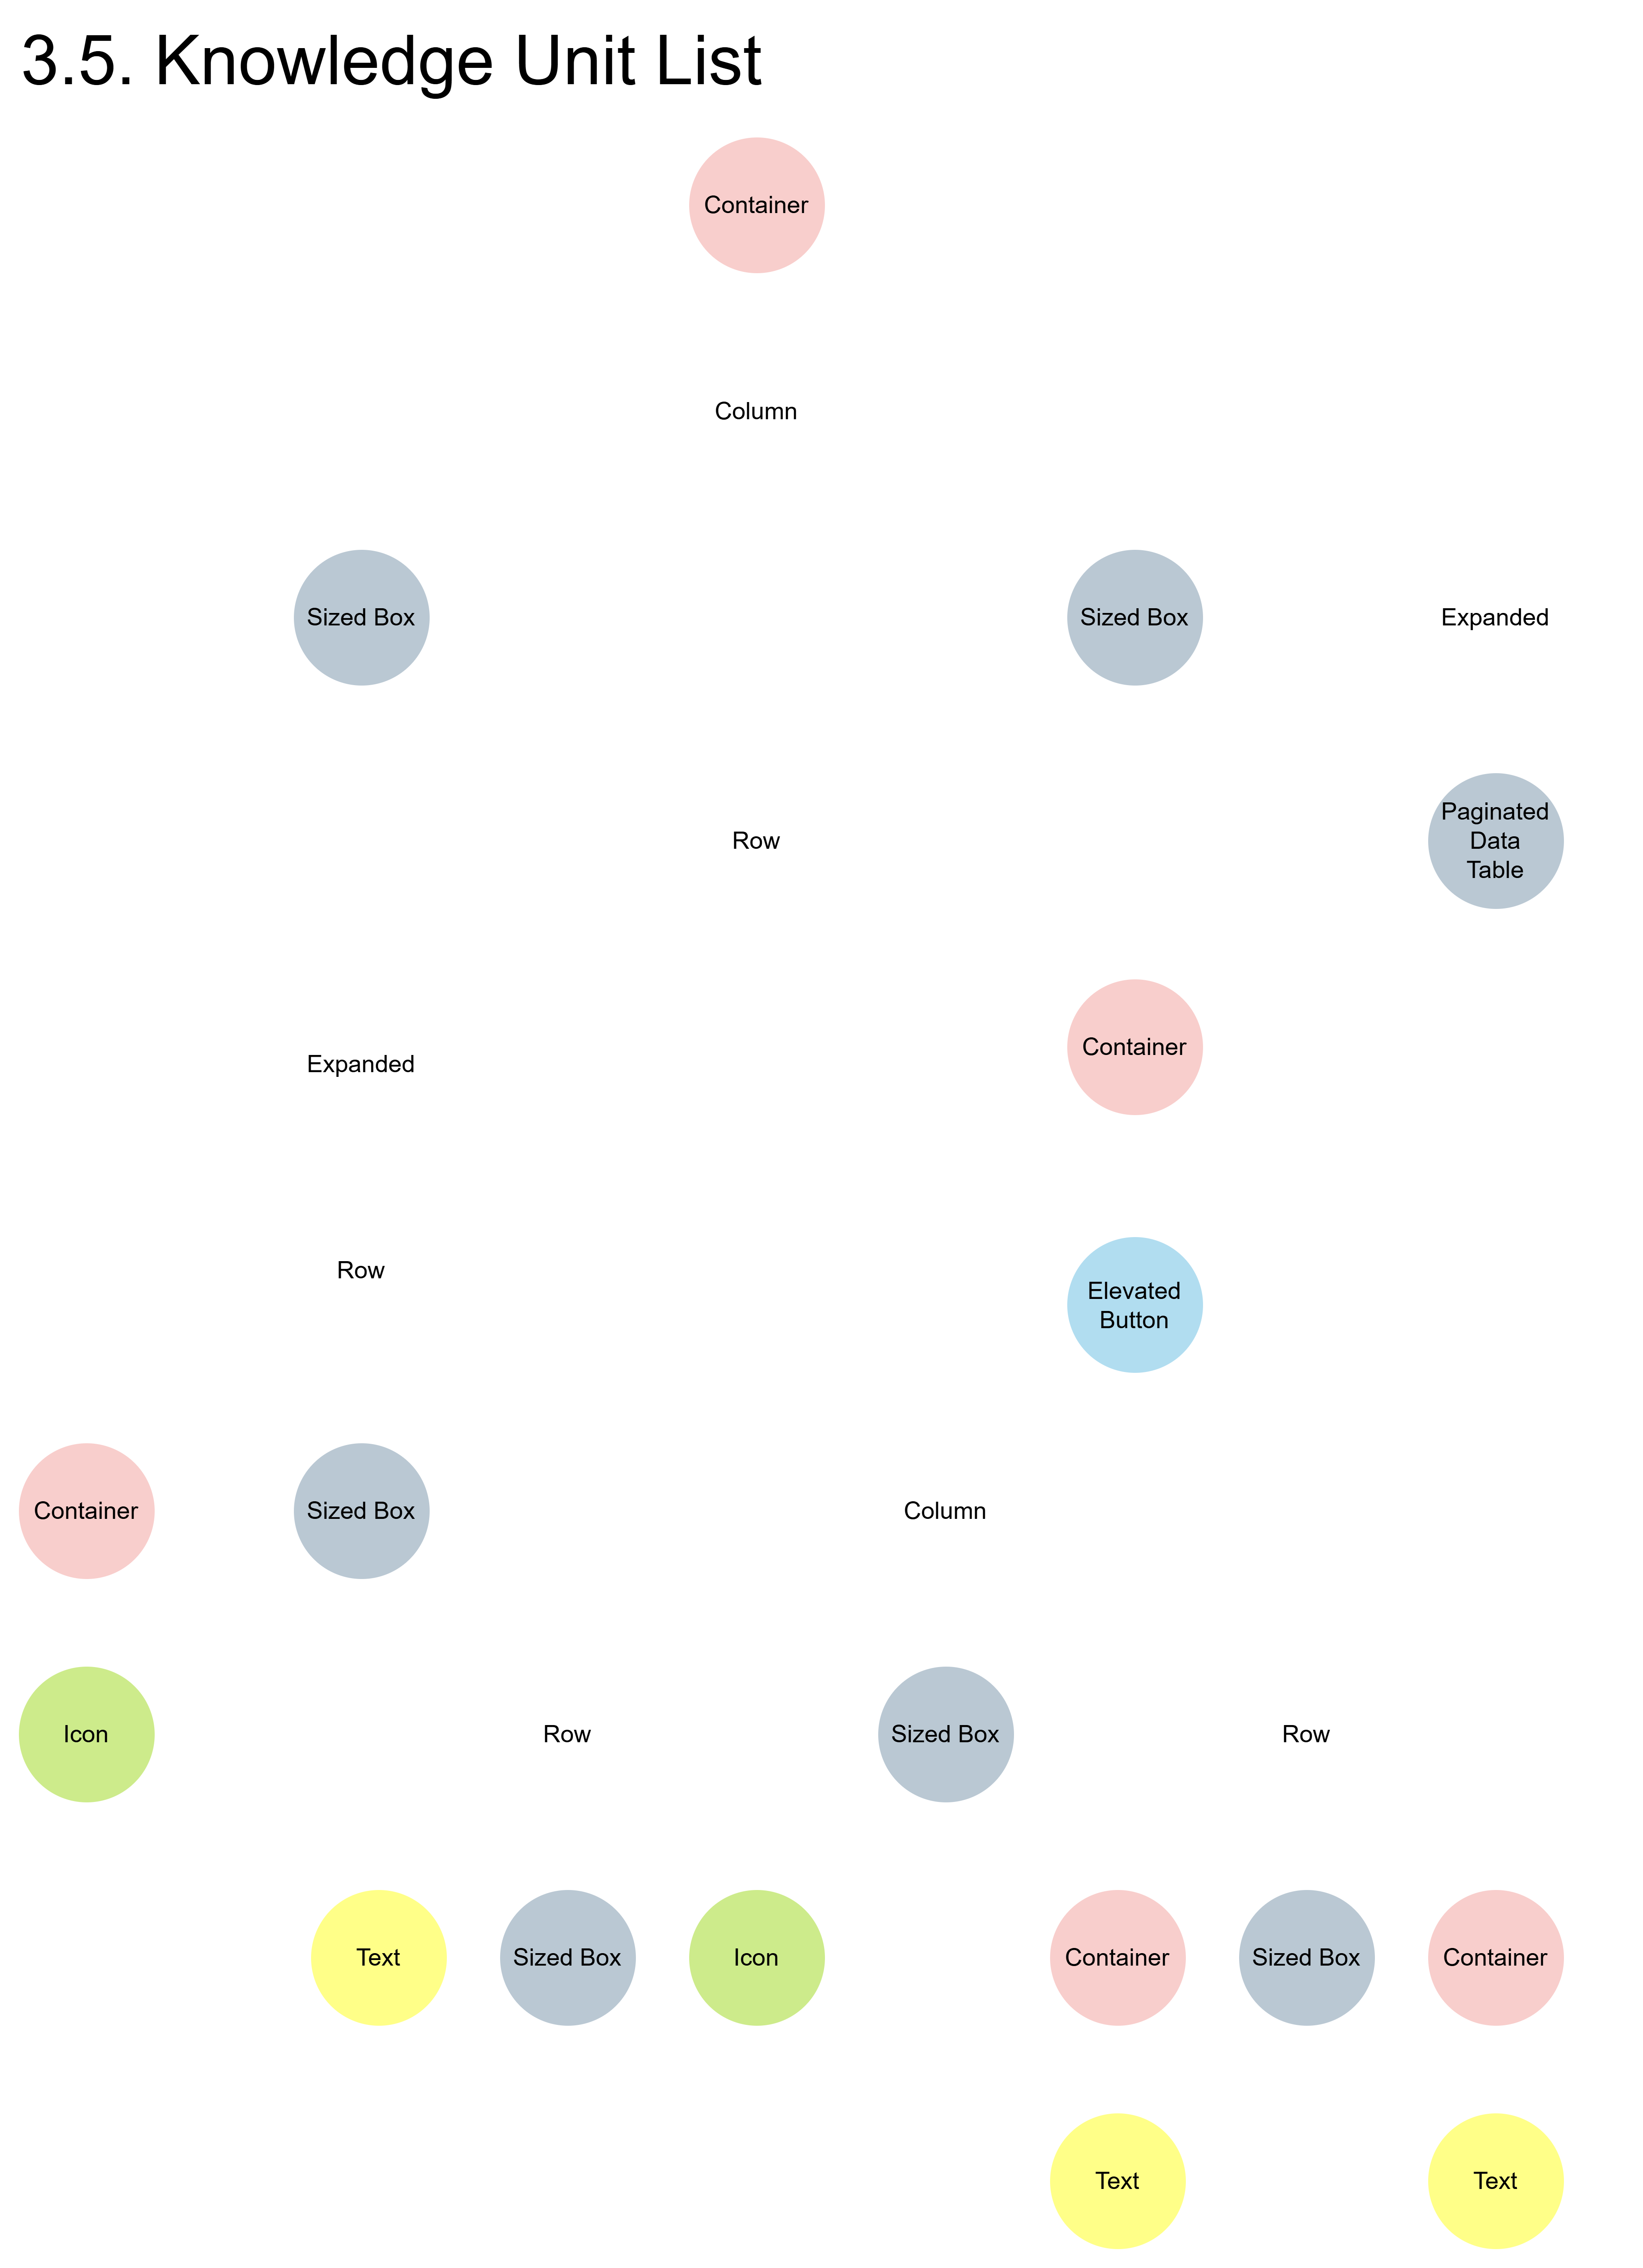 3.5. Knowledge Unit List
Container
Column
Sized Box
Sized Box
Expanded
Row
Paginated
Data
Table
Expanded
Container
Row
Elevated
Button
Container
Sized Box
Column
Icon
Row
Sized Box
Row
Text
Sized Box
Icon
Container
Sized Box
Container
Text
Text